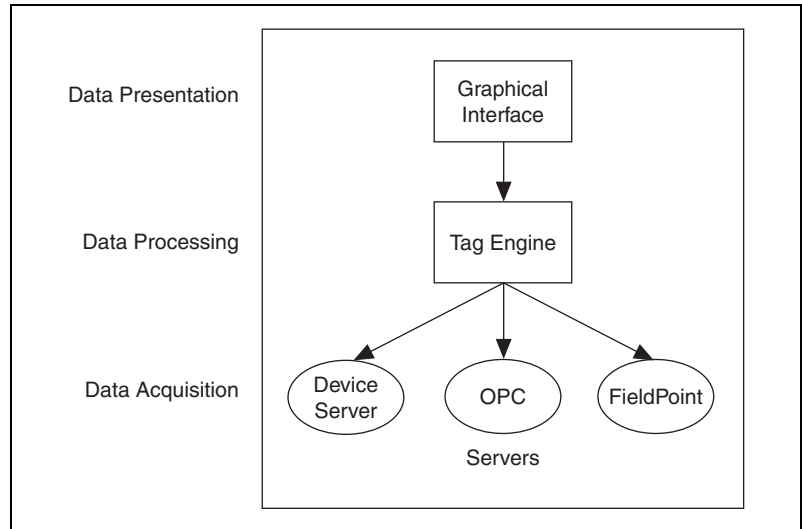 Data Presentation
Graphical
Interface
Data Processing
Tag Engine
Data Acquisition
Device
Server
OPC
FieldPoint
Servers